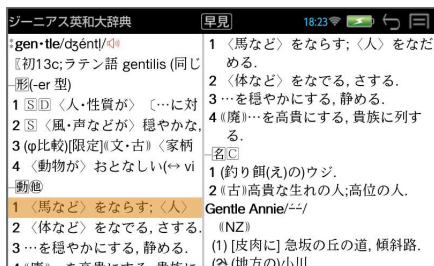 ジーニアス英和大辞典 早見 18:23
gen・tle/dʒéntl/
〖初13c;ラテン語 gentilis (同じ
―形(-er 型)
1 SD 〈人・性質が〉〔…に対
2 S 〈風・声などが〉穏やかな,
3 (φ比較)[限定]⟪文・古⟫〈家柄
4 〈動物が〉おとなしい(↔ vi
―動他
1 〈馬など〉をならす;〈人〉
2 〈体など〉をなでる, さする.
3 …を穏やかにする, 静める.
1 〈馬など〉をならす;〈人〉をなだ
める.
2 〈体など〉をなでる, さする.
3 …を穏やかにする, 静める.
4 ⟪廃⟫…を高貴にする, 貴族に列す
る.
―名C
1 (釣り餌(え)の)ウジ.
2 ⟪古⟫高貴な生れの人;高位の人.
Gentle Annie/
⟪NZ⟫
(1) [皮肉に] 急坂の丘の道, 傾斜路.
(地方の)小川